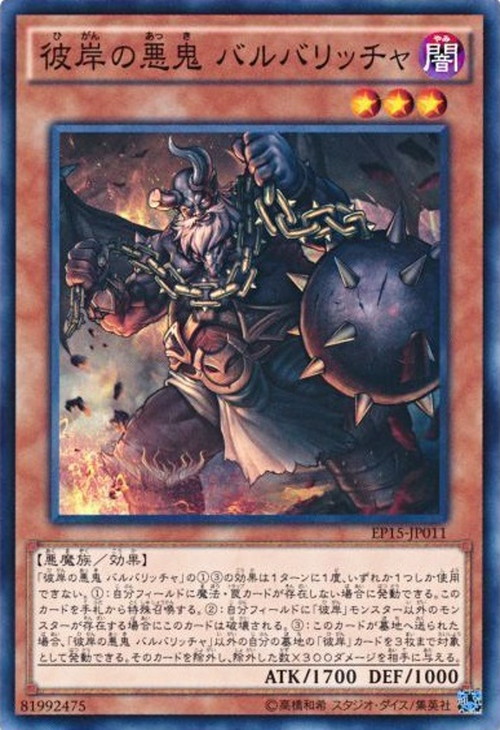 彼岸の悪鬼 バルバリッチャ
闇
EP15-JP011
【悪魔族／効果】
「彼岸の悪鬼 バルバリッチャ」の①③の効果は1ターンに1度、いずれか1つしか使用
できない。①：自分フィールドに魔法・罠カードが存在しない場合に発動できる。この
カードを手札から特殊召喚する。②：自分フィールドに「彼岸」モンスター以外のモ
ンスターが存在する場合にこのカードは破壊される。③：このカードが墓地へ送られた
場合、「彼岸の悪鬼 バルバリッチャ」以外の自分の墓地の「彼岸」カードを3枚まで対象
として発動できる。そのカードを除外し、除外した数×300ダメージを相手に与える。
ATK/1700 DEF/1000
81992475
©高橋和希 スタジオ・ダイス/集英社